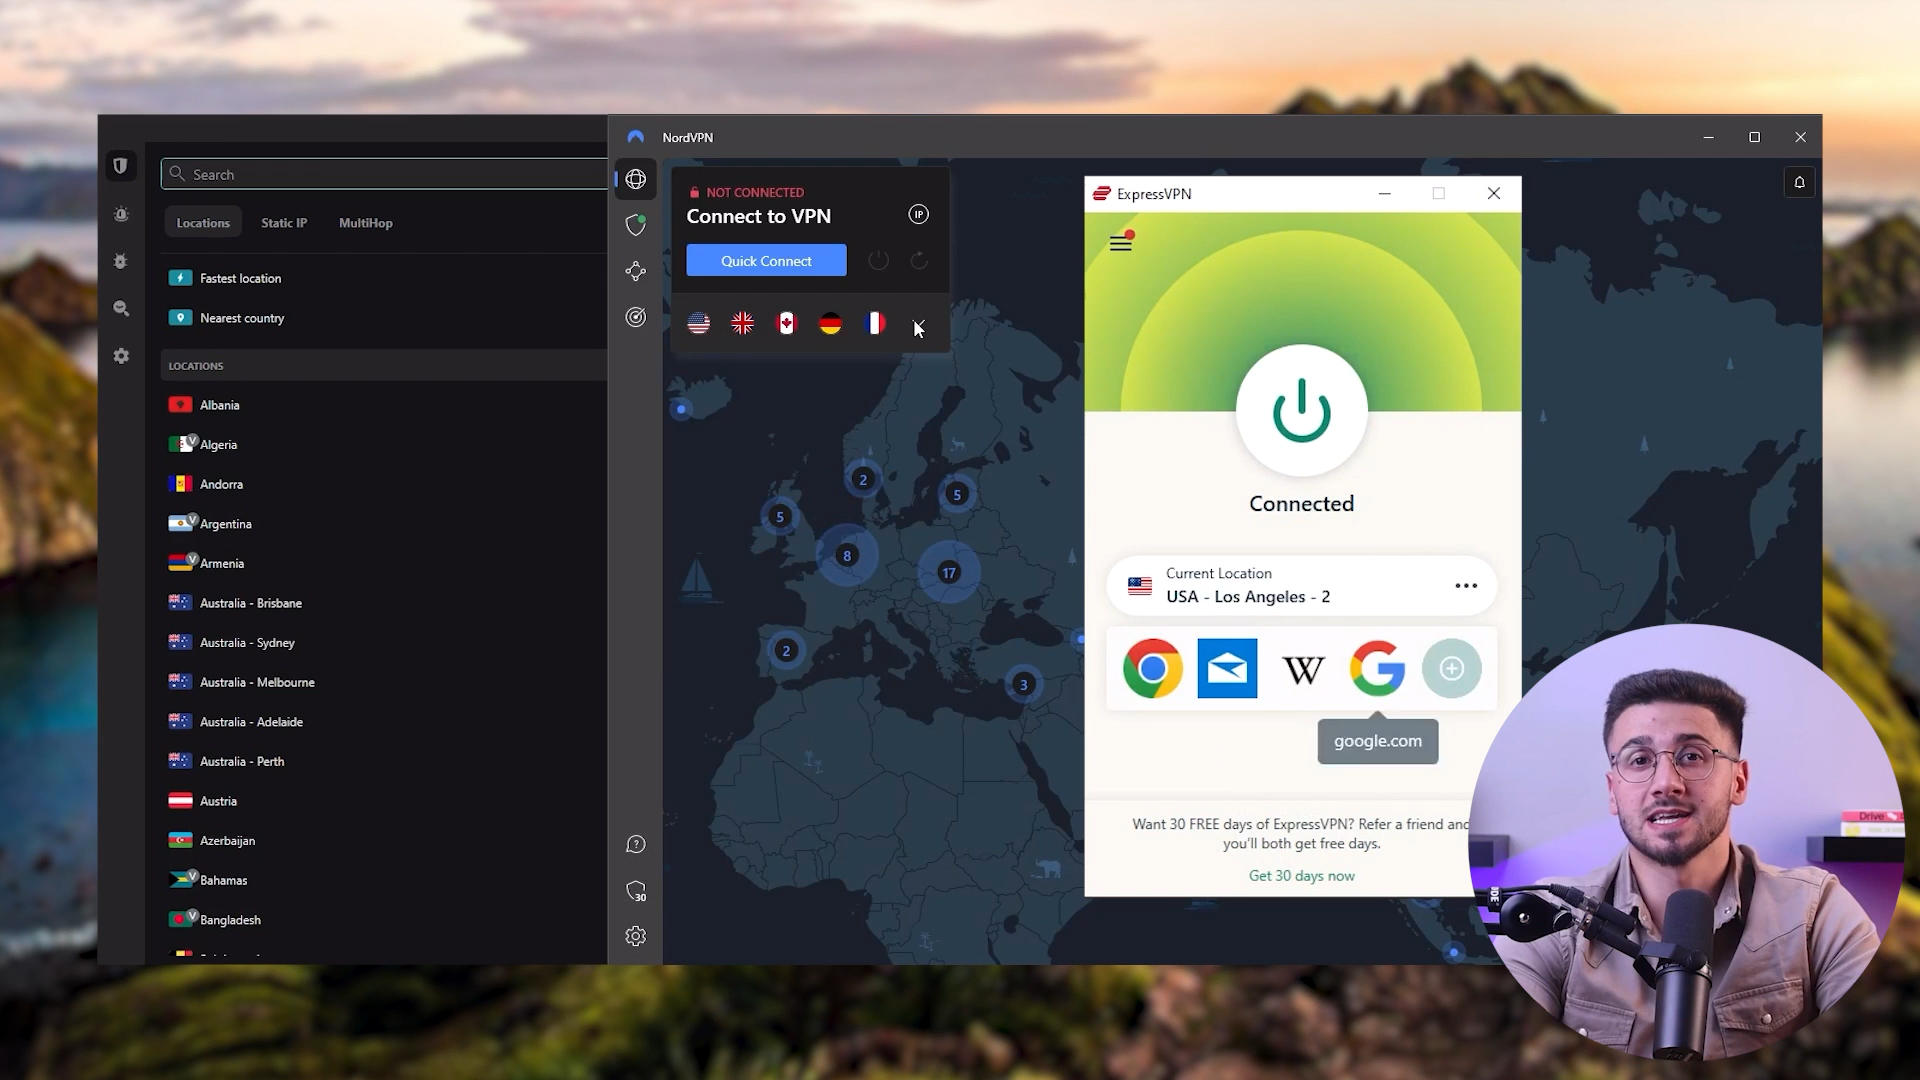 Search
Locations
Static IP
MultiHop
Fastest location
Nearest country
LOCATIONS
Albania
V
Algeria
Andorra
V
Argentina
V
Armenia
Australia - Brisbane
Australia - Sydney
Australia - Melbourne
Australia - Adelaide
Australia - Perth
Austria
Azerbaijan
V
Bahamas
V
Bangladesh
NordVPN
NOT CONNECTED
Connect to VPN
IP
Quick Connect
2
5
5
8
17
2
3
?
30
ExpressVPN
Connected
Current Location
USA - Los Angeles - 2
W
G
google.com
Want 30 FREE days of ExpressVPN? Refer a friend and
you'll both get free days.
Get 30 days now
Drive